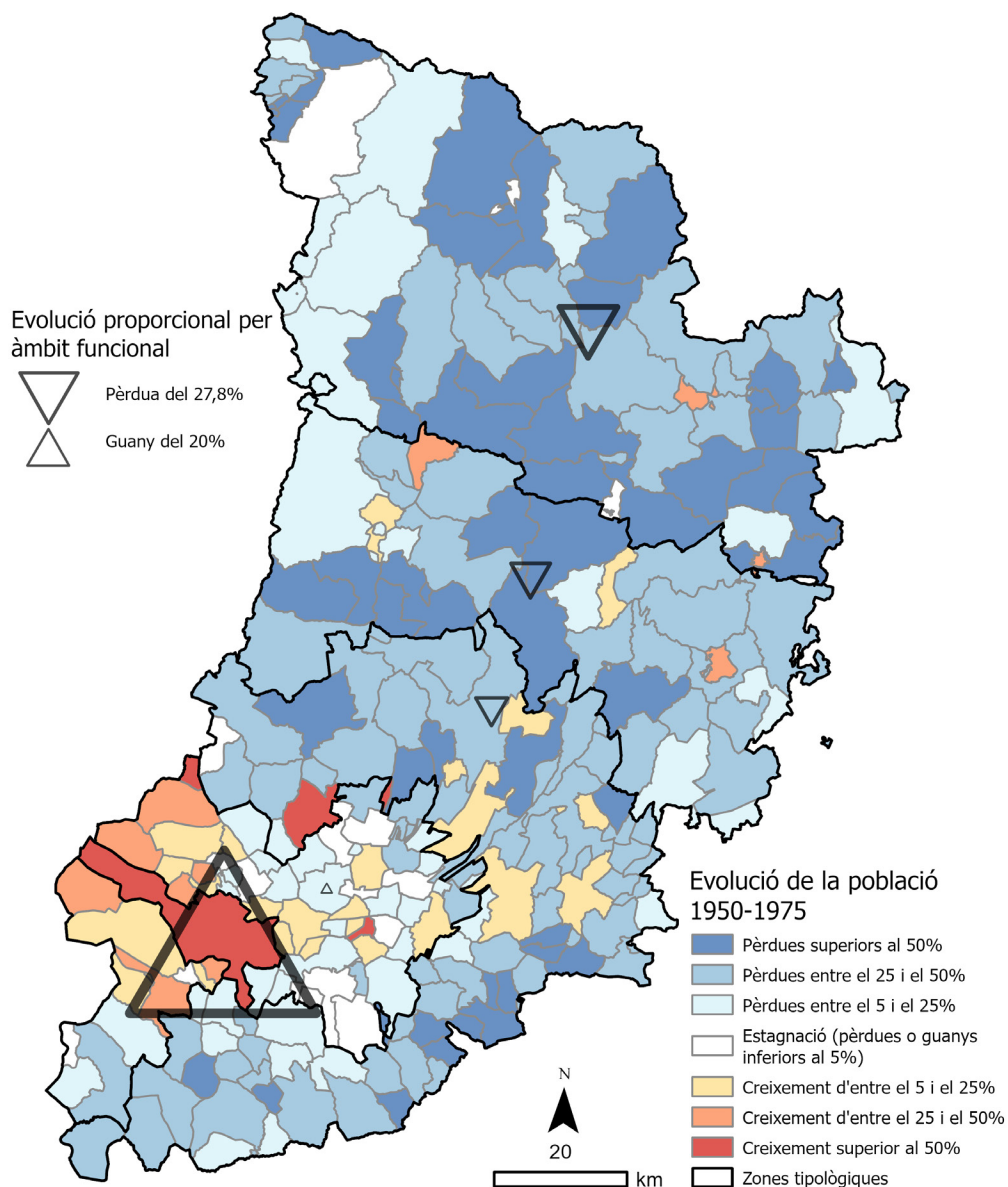 Evolució proporcional per
àmbit funcional
Pèrdua del 27,8%
Guany del 20%
Evolució de la població
1950-1975
Pèrdues superiors al 50%
Pèrdues entre el 25 i el 50%
Pèrdues entre el 5 i el 25%
Estagnació (pèrdues o guanys
inferiors al 5%)
Creixement d'entre el 5 i el 25%
Creixement d'entre el 25 i el 50%
Creixement superior al 50%
Zones tipològiques
N
20
km